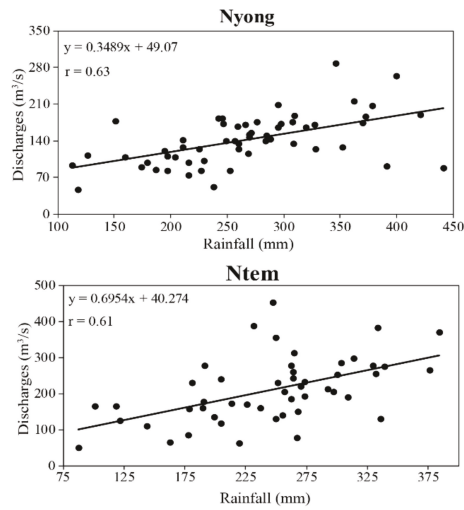 Nyong
350
y = 0.3489x + 49.07
280
r = 0.63
210
140
70
0
Discharges (m³/s)
100 150 200 250 300 350 400 450
Rainfall (mm)
Ntem
500
y = 0.6954x + 40.274
400
r = 0.61
300
200
100
0
Discharges (m³/s)
75 125 175 225 275 325 375
Rainfall (mm)